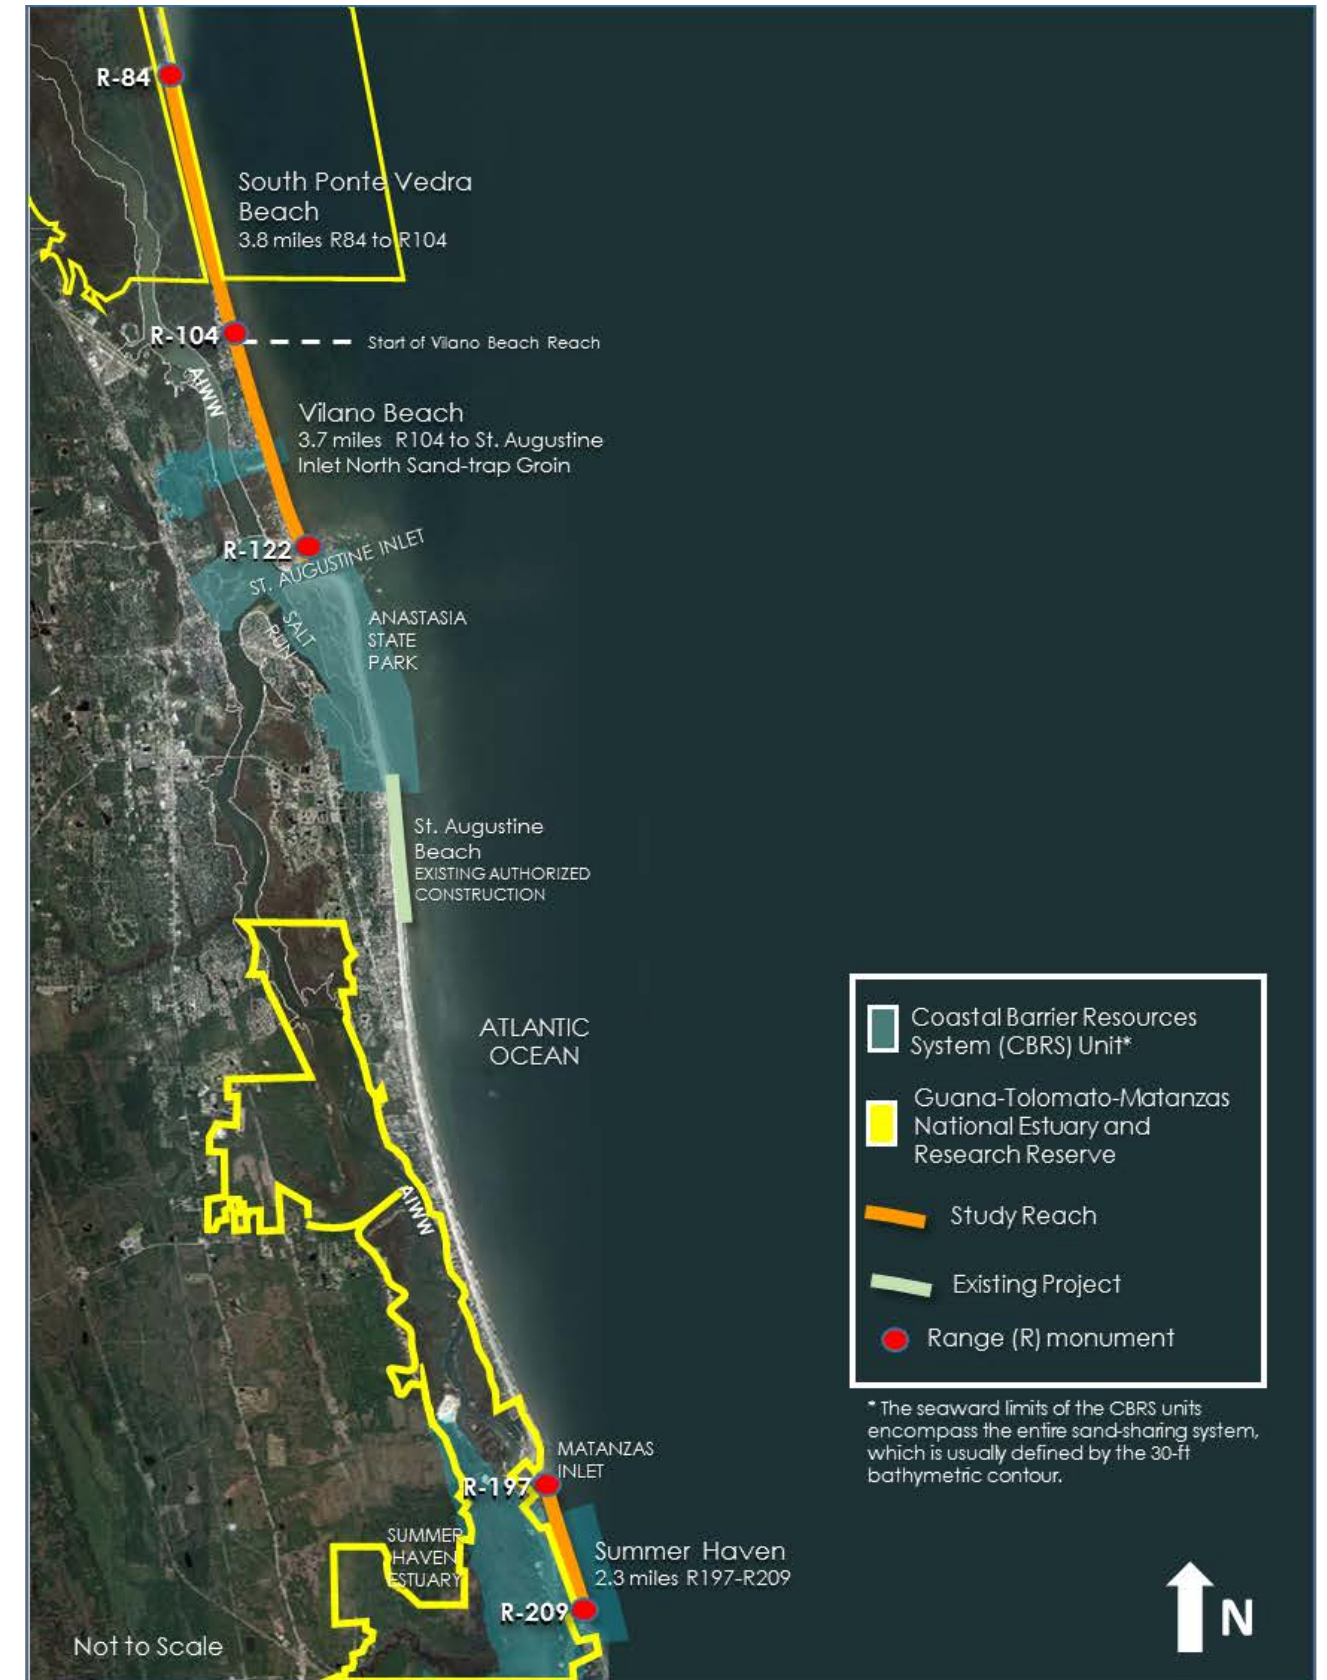 R-84
South Ponte Vedra
Beach
3.8 miles R84 to R104
R-104
Start of Vilano Beach Reach
AIWW
Vilano Beach
3.7 miles R104 to St. Augustine
Inlet North Sand-trap Groin
R-122
ST. AUGUSTINE INLET
SALT
RUN
ANASTASIA
STATE
PARK
St. Augustine
Beach
EXISTING AUTHORIZED
CONSTRUCTION
ATLANTIC
OCEAN
AIWW
Coastal Barrier Resources
System (CBRS) Unit*
Guana-Tolomato-Matanzas
National Estuary and
Research Reserve
Study Reach
Existing Project
Range (R) monument
* The seaward limits of the CBRS units
encompass the entire sand-sharing system,
which is usually defined by the 30-ft
bathymetric contour.
MATANZAS
INLET
R-197
SUMMER
HAVEN
ESTUARY
Summer Haven
2.3 miles R197-R209
R-209
Not to Scale
N